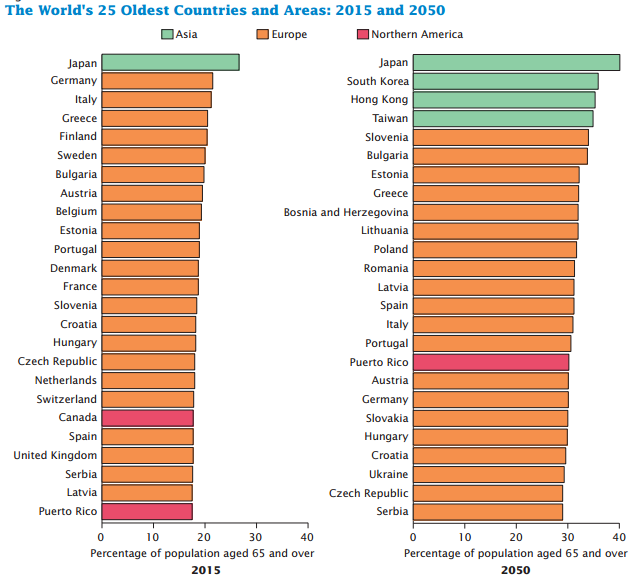 The World's 25 Oldest Countries and Areas: 2015 and 2050
Asia Europe Northern America
Japan
Germany
Italy
Greece
Finland
Sweden
Bulgaria
Austria
Belgium
Estonia
Portugal
Denmark
France
Slovenia
Croatia
Hungary
Czech Republic
Netherlands
Switzerland
Canada
Spain
United Kingdom
Serbia
Latvia
Puerto Rico
0 10 20 30 40
Percentage of population aged 65 and over
2015
Japan
South Korea
Hong Kong
Taiwan
Slovenia
Bulgaria
Estonia
Greece
Bosnia and Herzegovina
Lithuania
Poland
Romania
Latvia
Spain
Italy
Portugal
Puerto Rico
Austria
Germany
Slovakia
Hungary
Croatia
Ukraine
Czech Republic
Serbia
0 10 20 30 40
Percentage of population aged 65 and over
2050